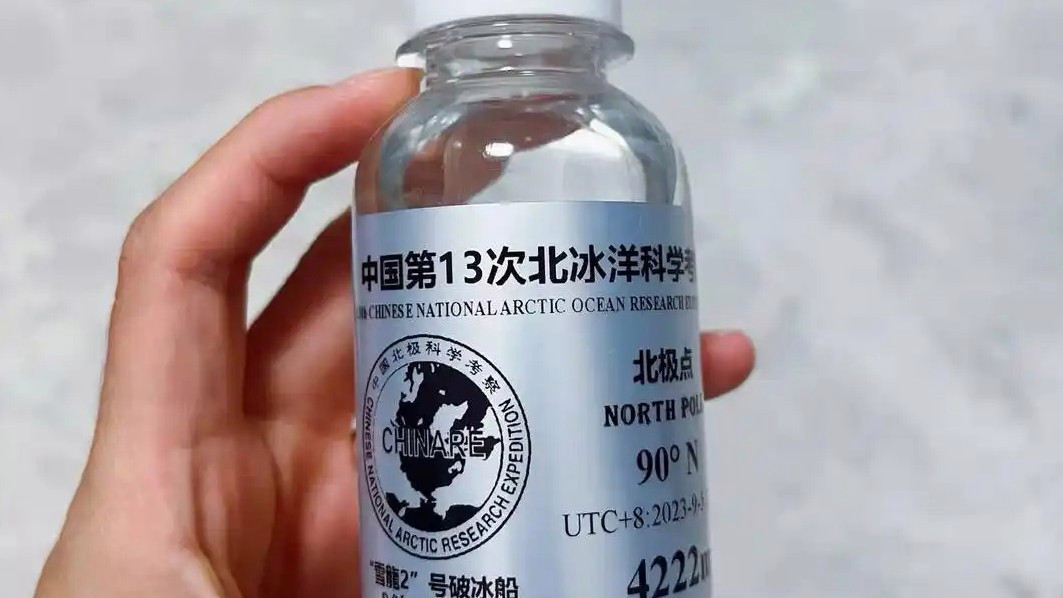 中国第13次北冰洋科学考
CHINESE NATIONAL ARCTIC OCEAN RESEARCH
中国北极科学考察
CHINARE
CHINESE NATIONAL ARCTIC RESEARCH EXPEDITION
北极点
NORTH POL
90° N
UTC+8:2023-9-
4222m
"雪龍2"号破冰船